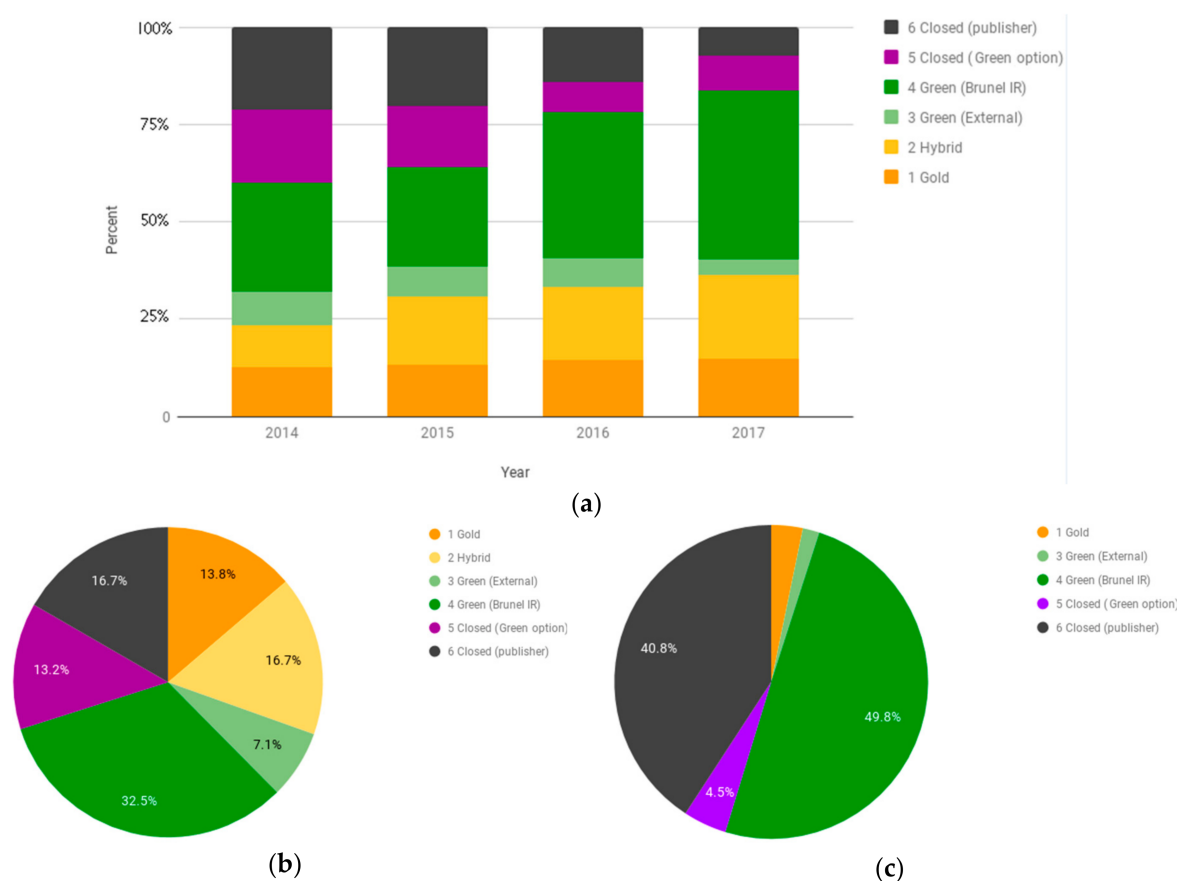 100%
75%
50%
25%
0
Percent
2014 2015 2016 2017
Year
6 Closed (publisher)
5 Closed (Green option)
4 Green (Brunel IR)
3 Green (External)
2 Hybrid
1 Gold
(a)
13.8%
16.7%
7.1%
32.5%
13.2%
16.7%
1 Gold
2 Hybrid
3 Green (External)
4 Green (Brunel IR)
5 Closed (Green option)
6 Closed (publisher)
(b)
40.8%
49.8%
4.5%
1 Gold
3 Green (External)
4 Green (Brunel IR)
5 Closed (Green option)
6 Closed (publisher)
(c)